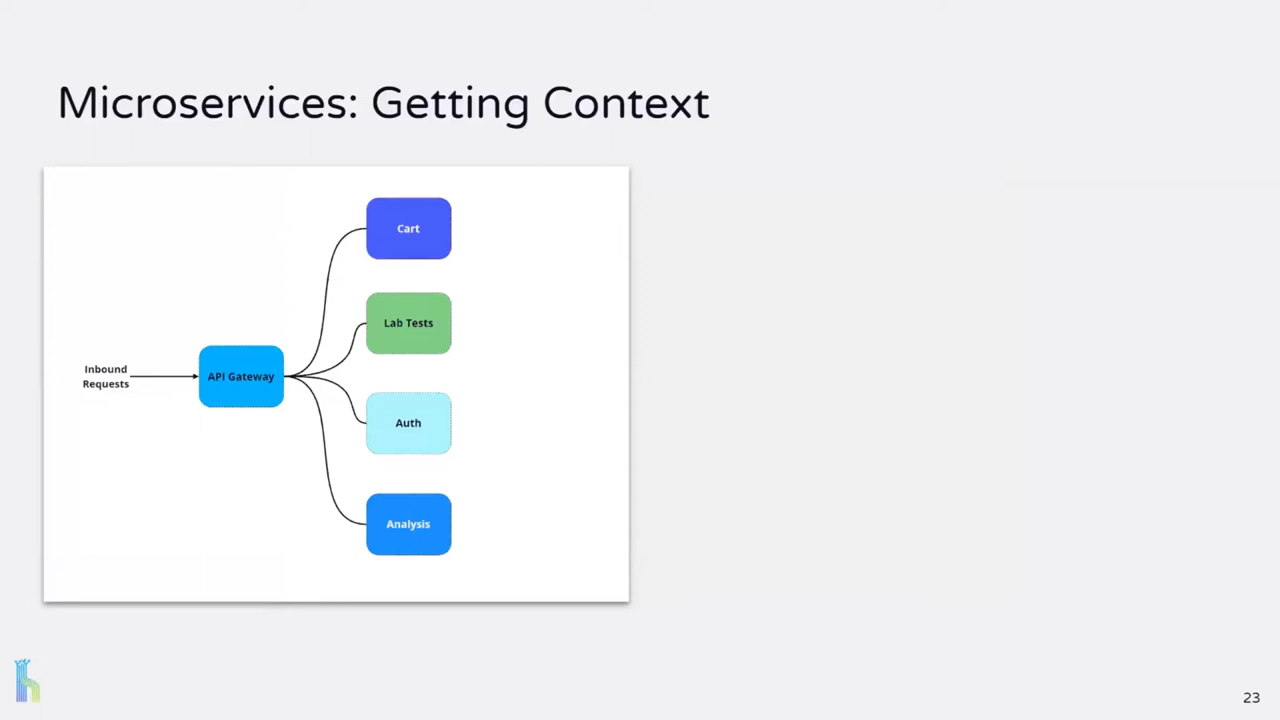 Microservices: Getting Context
Cart
Lab Tests
Inbound
Requests
API Gateway
Auth
Analysis
23